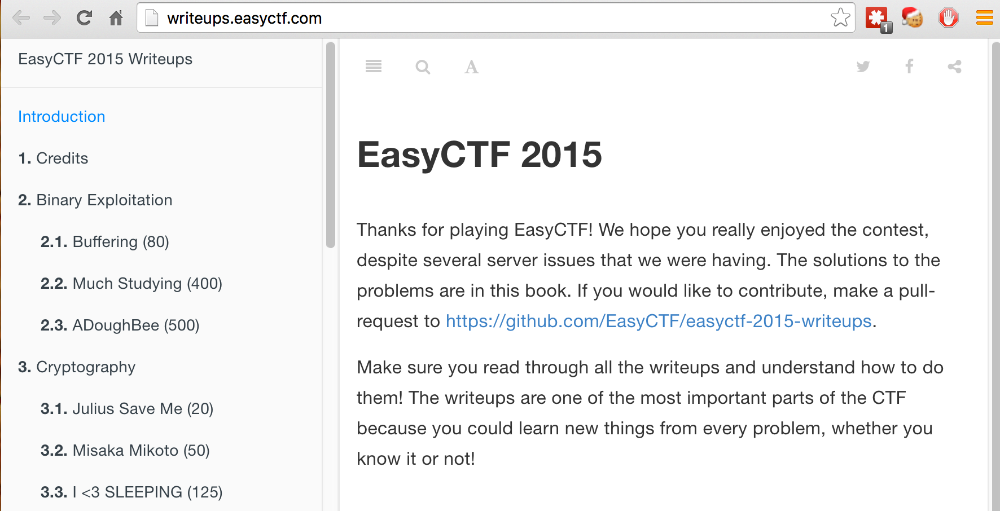 writeups.easyctf.com
1
EasyCTF 2015 Writeups
Introduction
1. Credits
2. Binary Exploitation
2.1. Buffering (80)
2.2. Much Studying (400)
2.3. ADoughBee (500)
3. Cryptography
3.1. Julius Save Me (20)
3.2. Misaka Mikoto (50)
3.3. I <3 SLEEPING (125)
A
EasyCTF 2015
Thanks for playing EasyCTF! We hope you really enjoyed the contest,
despite several server issues that we were having. The solutions to the
problems are in this book. If you would like to contribute, make a pull-
request to https://github.com/EasyCTF/easyctf-2015-writeups.
Make sure you read through all the writeups and understand how to do
them! The writeups are one of the most important parts of the CTF
because you could learn new things from every problem, whether you
know it or not!